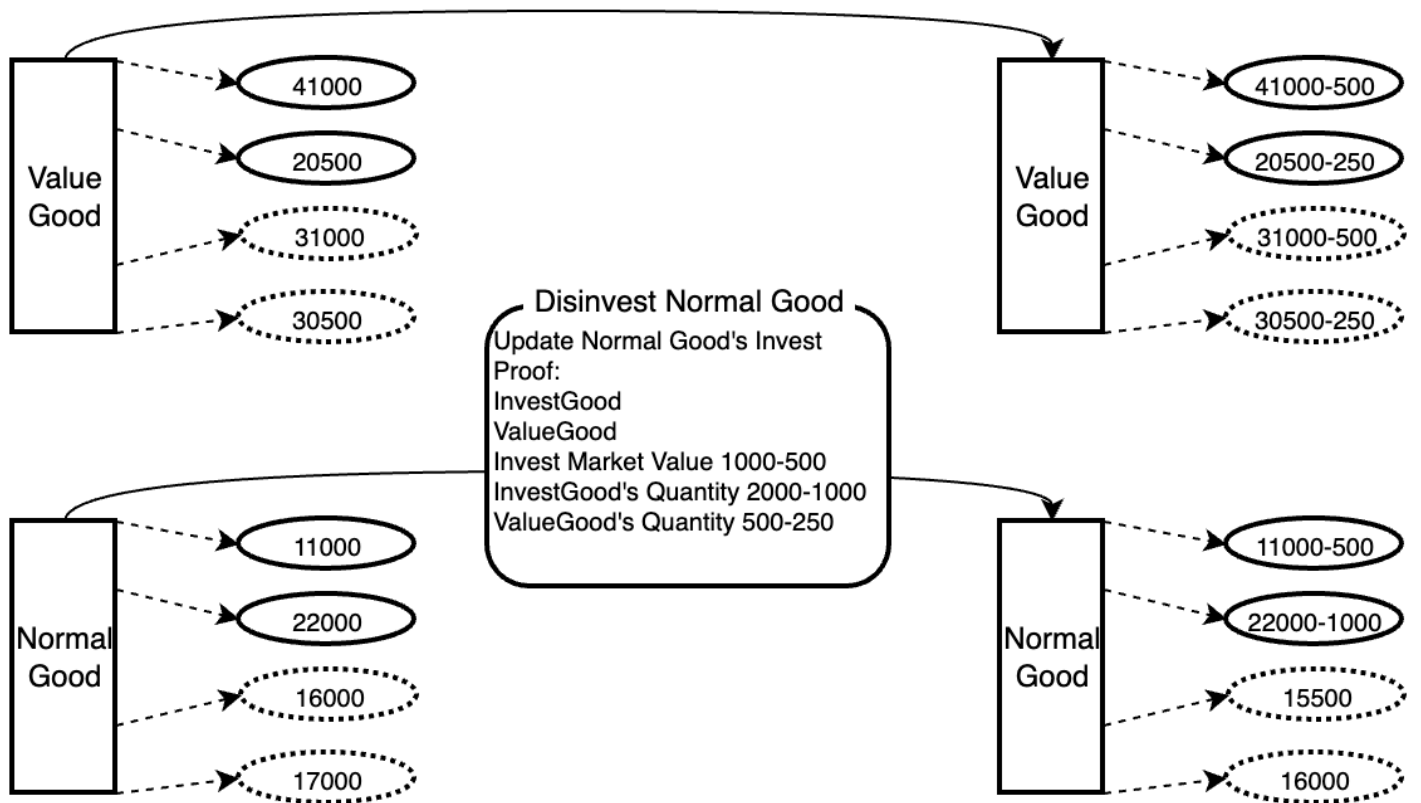 Value
Good
41000
20500
31000
30500
Value
Good
41000-500
20500-250
31000-500
30500-250
Disinvest Normal Good
Update Normal Good's Invest
Proof:
InvestGood
ValueGood
Invest Market Value 1000-500
InvestGood's Quantity 2000-1000
ValueGood's Quantity 500-250
Normal
Good
11000
22000
16000
17000
Normal
Good
11000-500
22000-1000
15500
16000